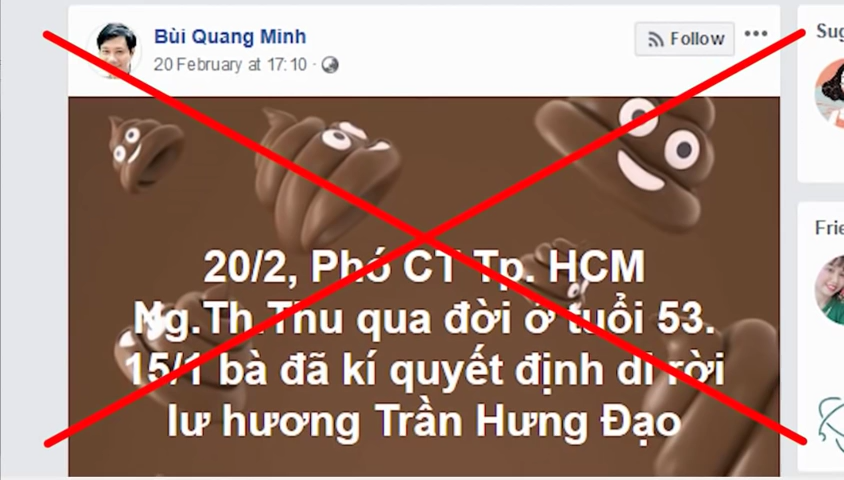 Bùi Quang Minh
Follow
20 February at 17:10 ·
20/2, Phó CT Tp. HCM
Ng.Th.Thu qua đời ở tuổi 53.
15/1 bà đã kí quyết định di rời
lư hương Trần Hưng Đạo